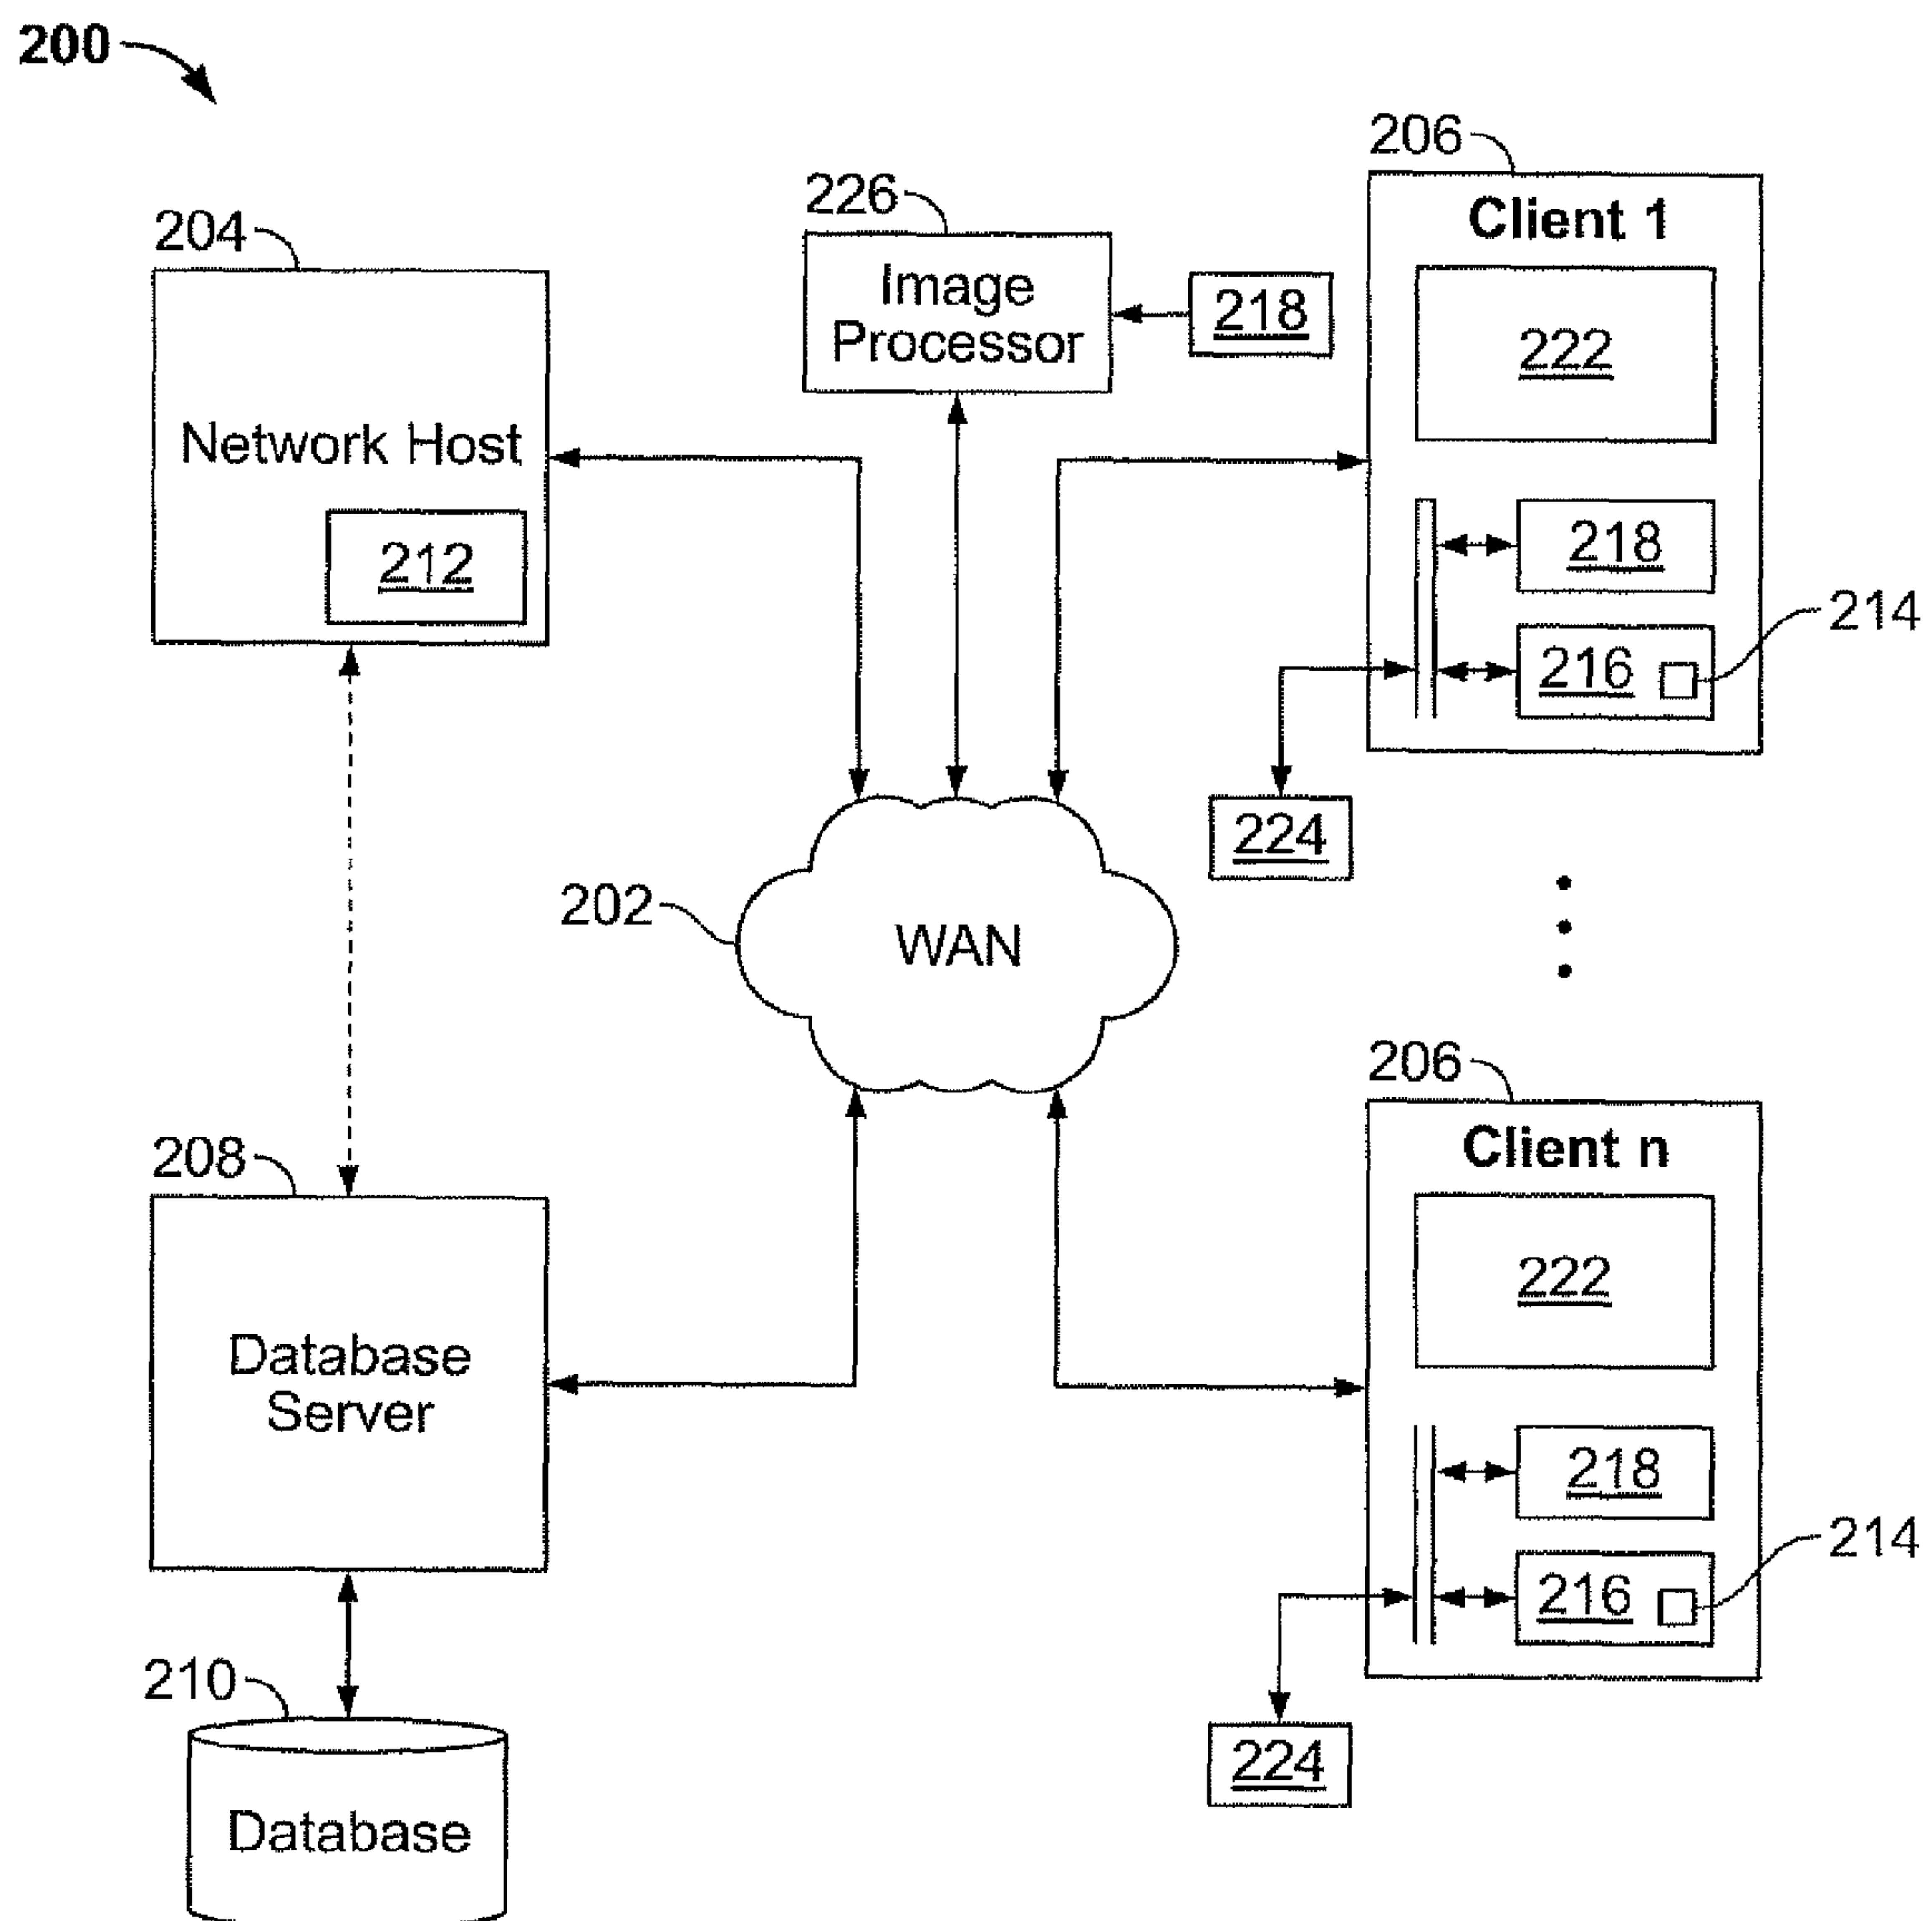 200
206
Client 1
226
204
Image
Processor
218
222
Network Host
212
218
214
216
224
202
WAN
206
Client n
208
222
Database
Server
218
214
216
210
224
Database